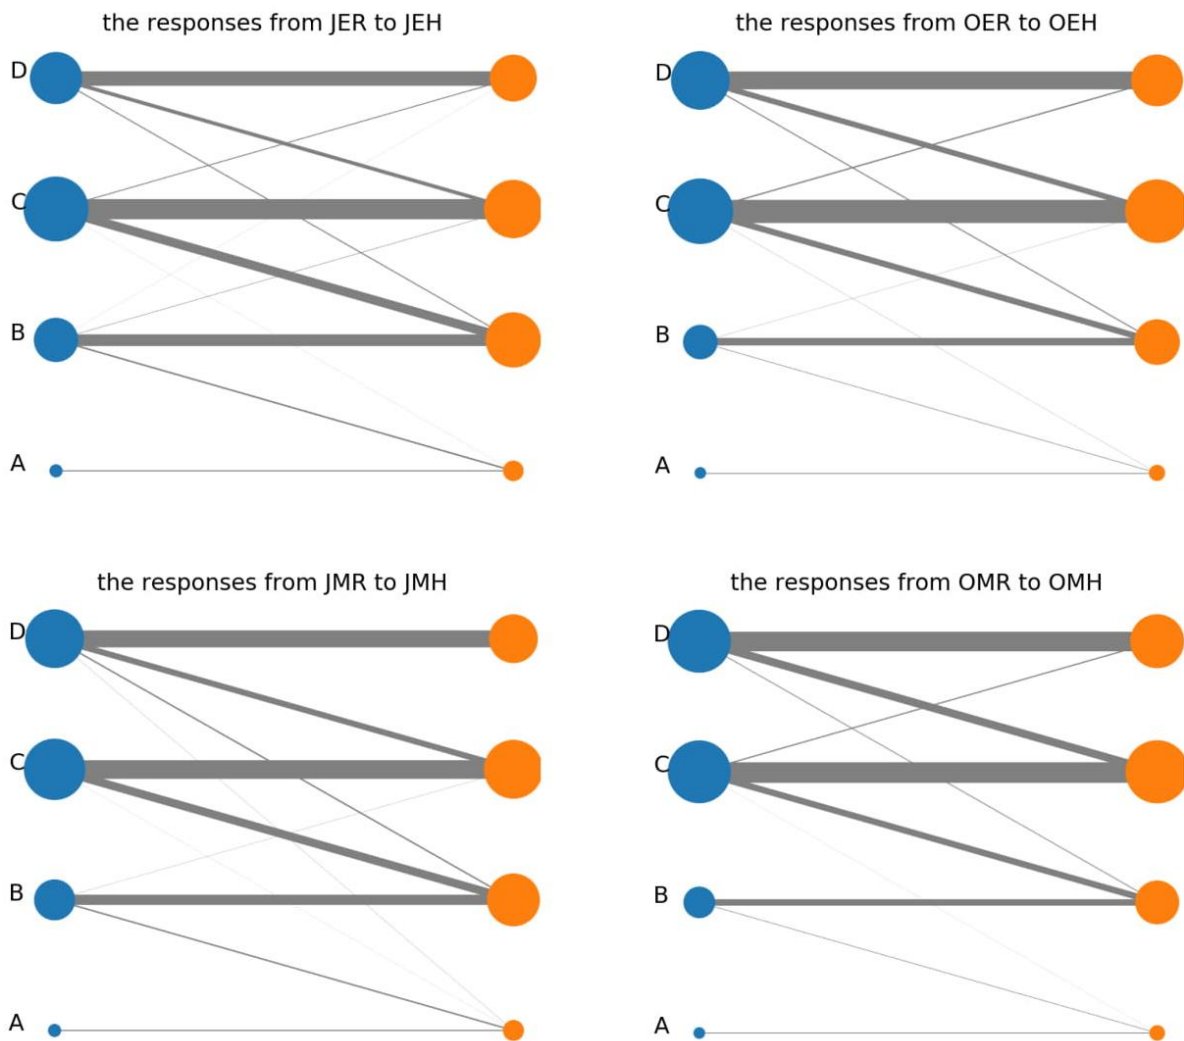 the responses from JER to JEH
D
C
B
A
the responses from OER to OEH
D
C
B
A
the responses from JMR to JMH
D
C
B
A
the responses from OMR to OMH
D
C
B
A